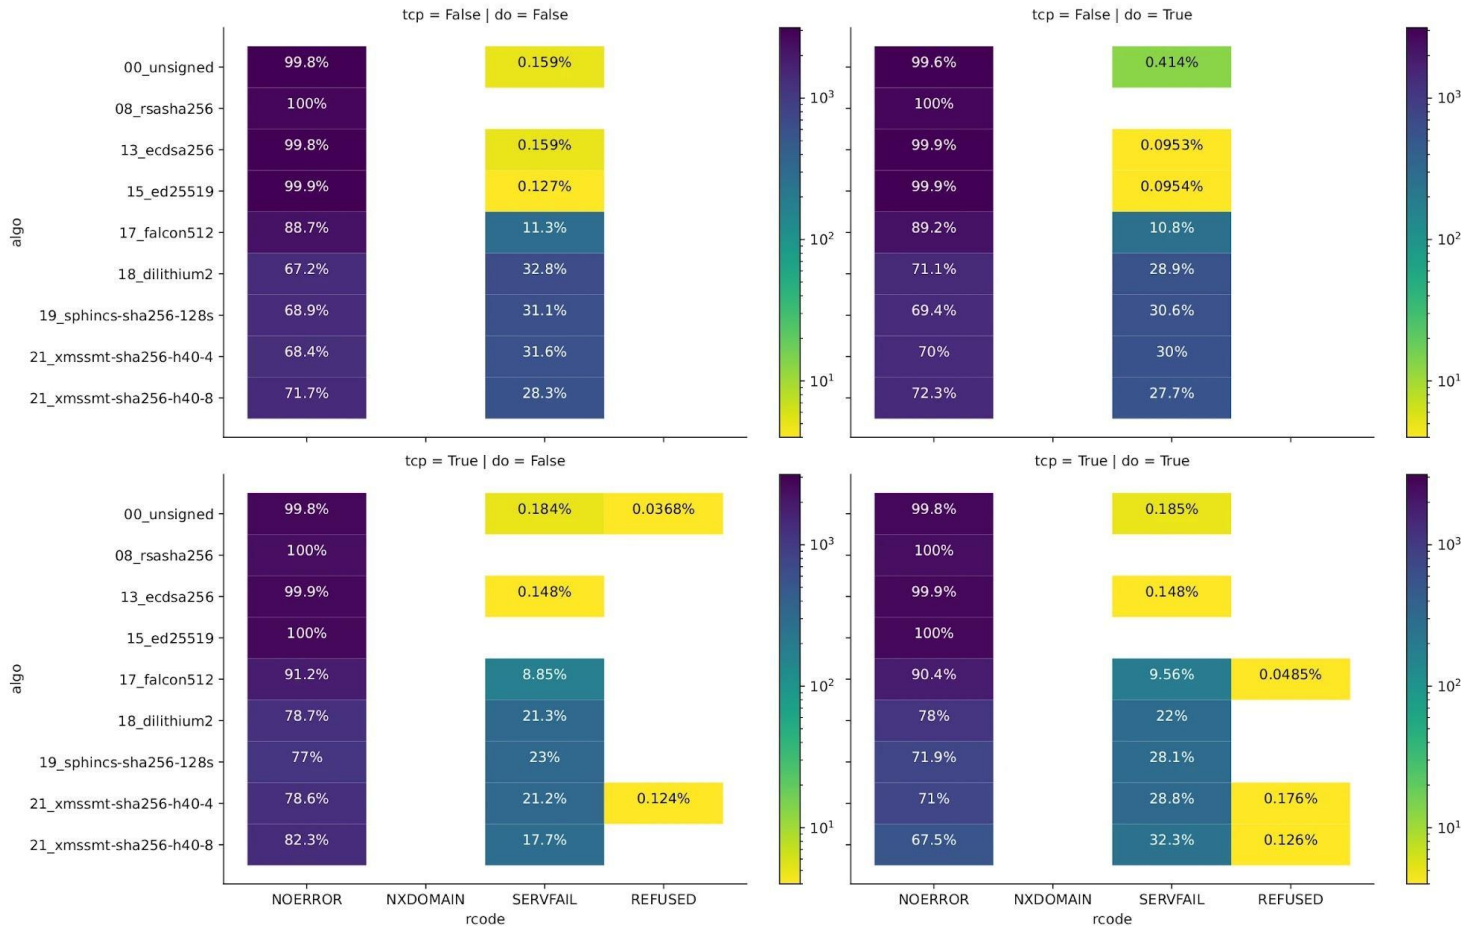 tcp = False | do = False
tcp = False | do = True
algo
00_unsigned 99.8% 0.159% 99.6% 0.414%
08_rsasha256 100% 100%
13_ecdsa256 99.8% 0.159% 99.9% 0.0953%
15_ed25519 99.9% 0.127% 99.9% 0.0954%
17_falcon512 88.7% 11.3% 89.2% 10.8%
18_dilithium2 67.2% 32.8% 71.1% 28.9%
19_sphincs-sha256-128s 68.9% 31.1% 69.4% 30.6%
21_xmssmt-sha256-h40-4 68.4% 31.6% 70% 30%
21_xmssmt-sha256-h40-8 71.7% 28.3% 72.3% 27.7%
10³ 10³
10² 10²
10¹ 10¹
tcp = True | do = False
tcp = True | do = True
algo
00_unsigned 99.8% 0.184% 0.0368% 99.8% 0.185%
08_rsasha256 100% 100%
13_ecdsa256 99.9% 0.148% 99.9% 0.148%
15_ed25519 100% 100%
17_falcon512 91.2% 8.85% 90.4% 9.56% 0.0485%
18_dilithium2 78.7% 21.3% 78% 22%
19_sphincs-sha256-128s 77% 23% 71.9% 28.1%
21_xmssmt-sha256-h40-4 78.6% 21.2% 0.124% 71% 28.8% 0.176%
21_xmssmt-sha256-h40-8 82.3% 17.7% 67.5% 32.3% 0.126%
10³ 10³
10² 10²
10¹ 10¹
NOERROR NXDOMAIN SERVFAIL REFUSED NOERROR NXDOMAIN SERVFAIL REFUSED
rcode rcode